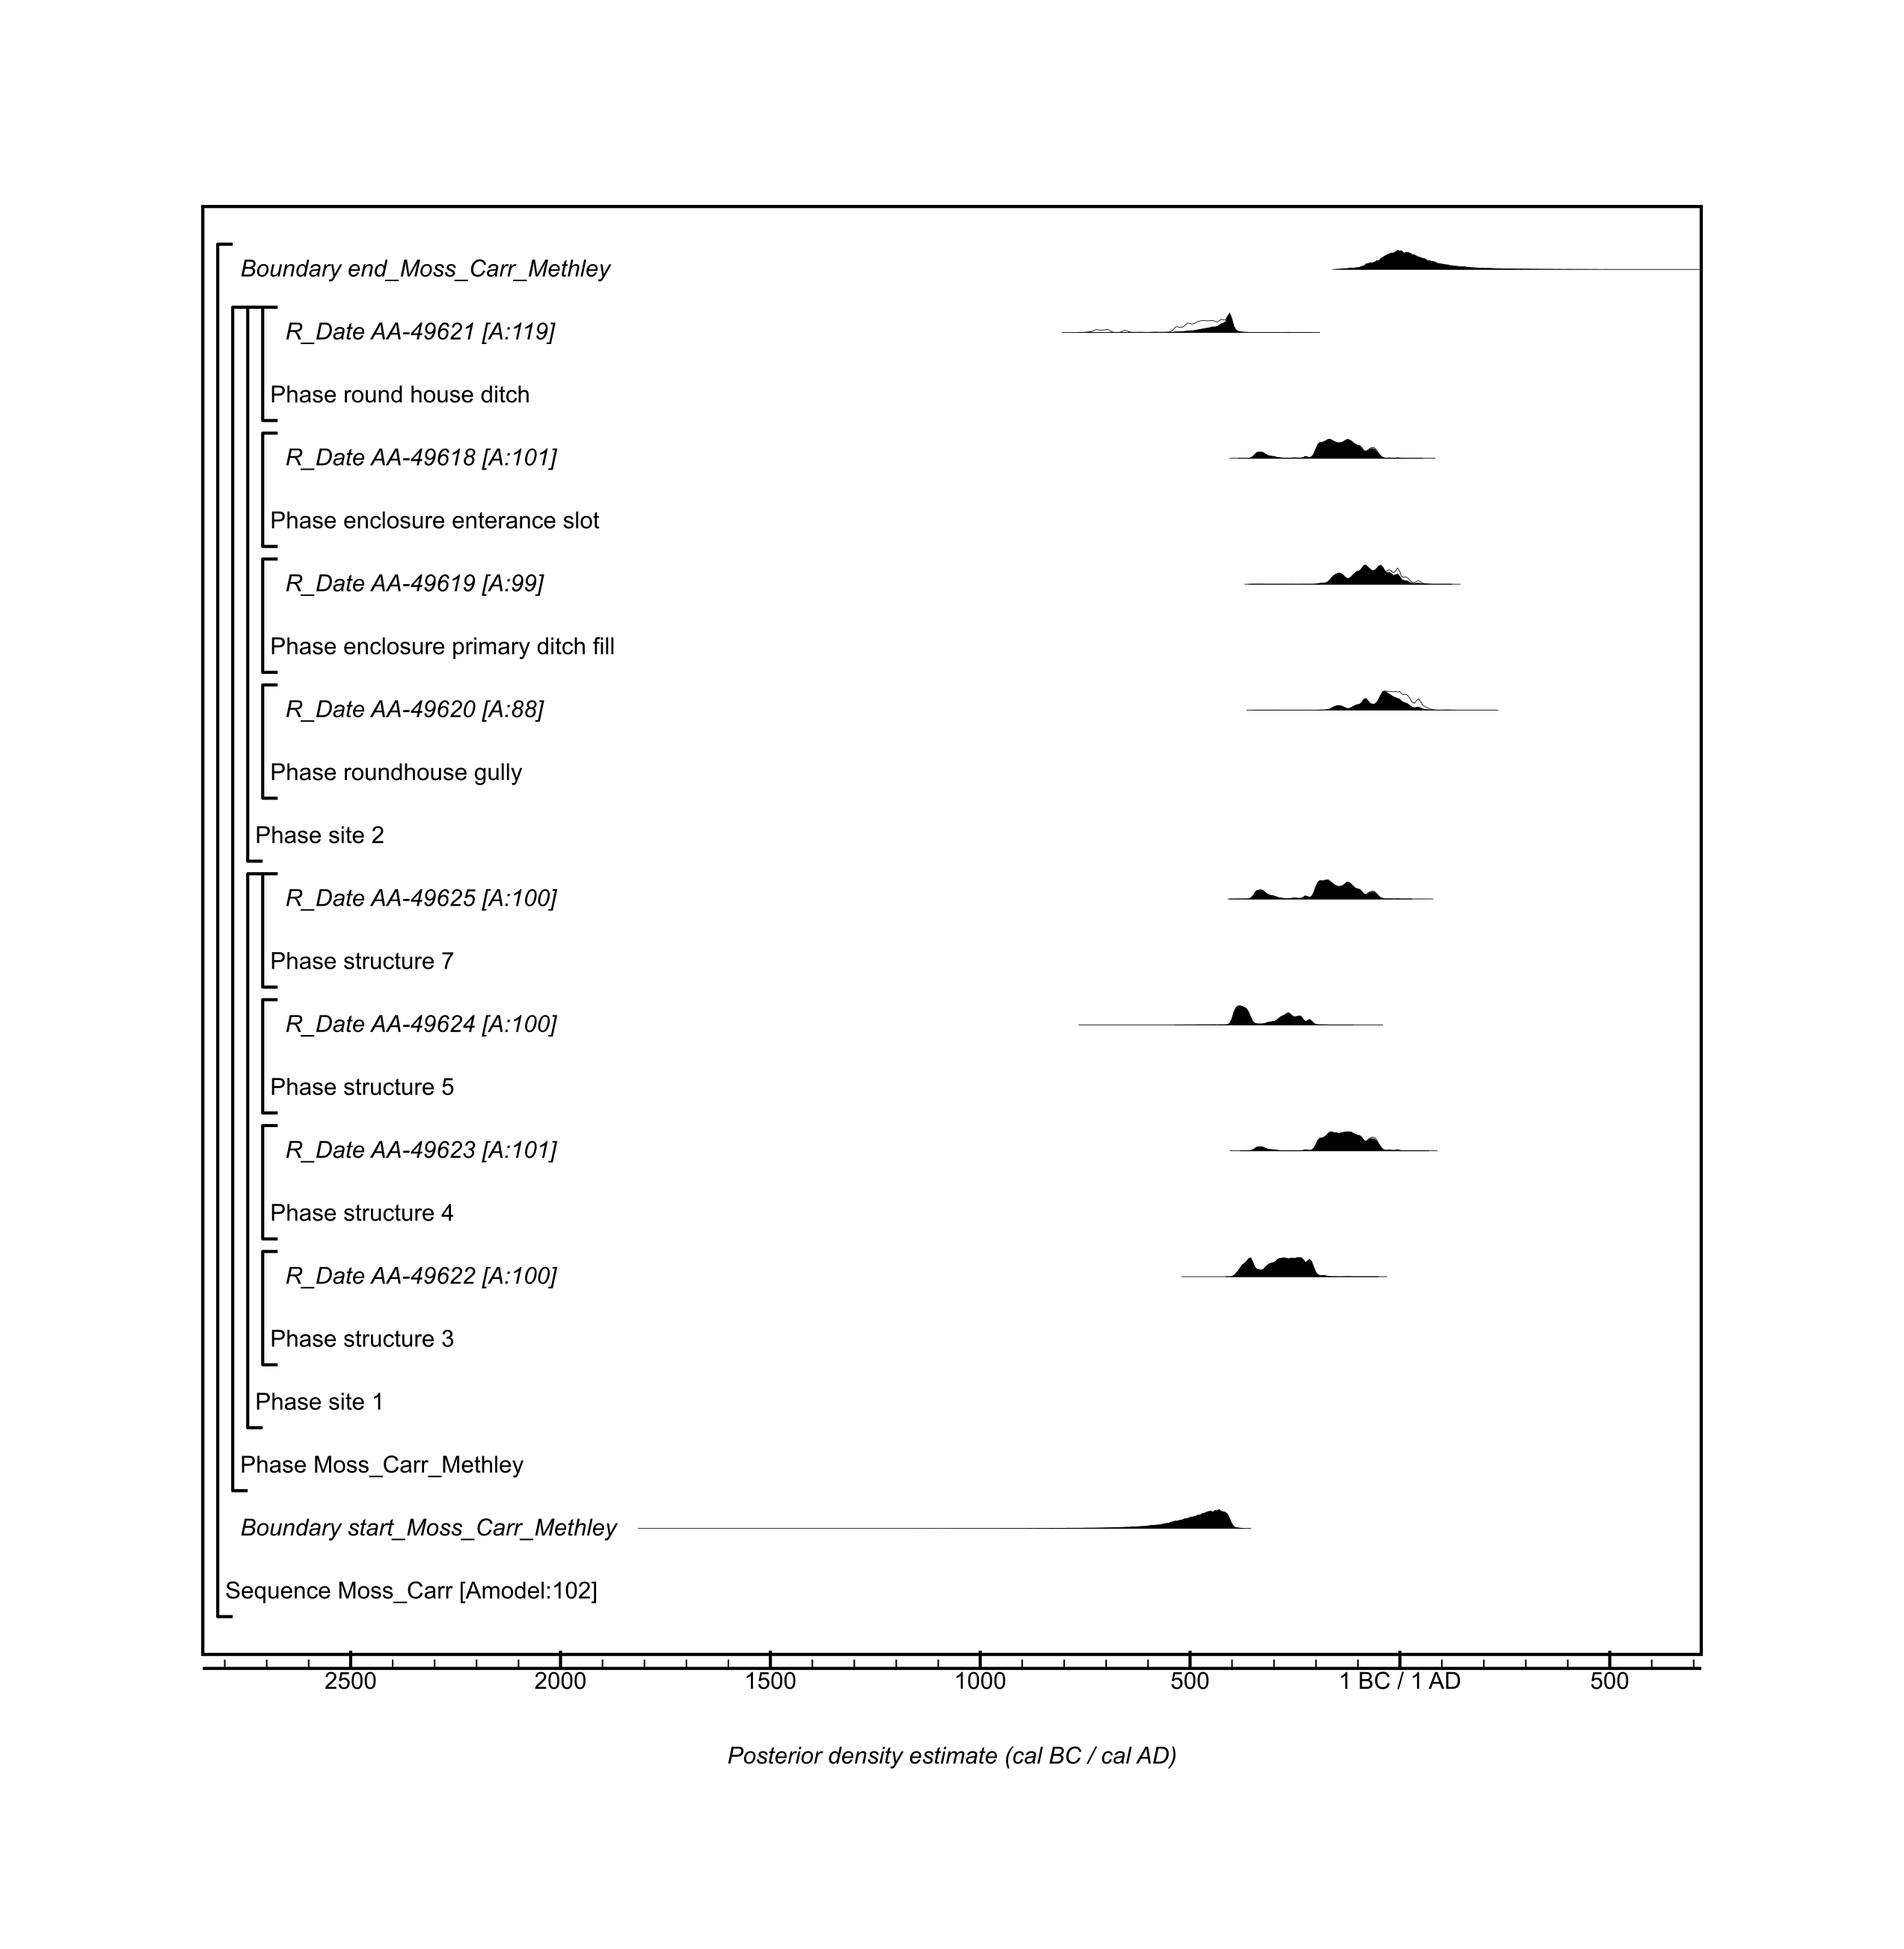 Boundary end_Moss_Carr_Methley
R_Date AA-49621 [A:119]
Phase round house ditch
R_Date AA-49618 [A:101]
Phase enclosure enterance slot
R_Date AA-49619 [A:99]
Phase enclosure primary ditch fill
R_Date AA-49620 [A:88]
Phase roundhouse gully
Phase site 2
R_Date AA-49625 [A:100]
Phase structure 7
R_Date AA-49624 [A:100]
Phase structure 5
R_Date AA-49623 [A:101]
Phase structure 4
R_Date AA-49622 [A:100]
Phase structure 3
Phase site 1
Phase Moss_Carr_Methley
Boundary start_Moss_Carr_Methley
Sequence Moss_Carr [Amodel:102]
2500 2000 1500 1000 500 1 BC / 1 AD 500
Posterior density estimate (cal BC / cal AD)